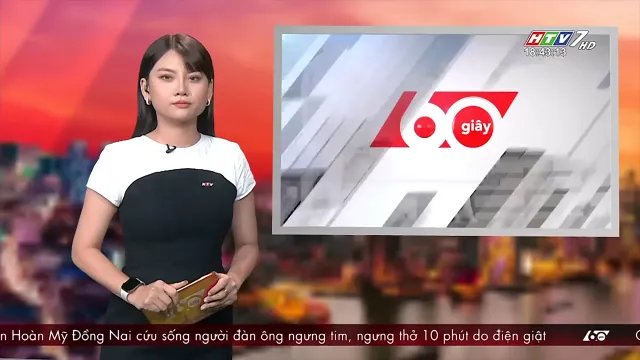 HTV7 HD
18:43:13
60 giây
HTV
n Hoàn Mỹ Đồng Nai cứu sống người đàn ông ngưng tim, ngưng thở 10 phút do điện giật 60 C